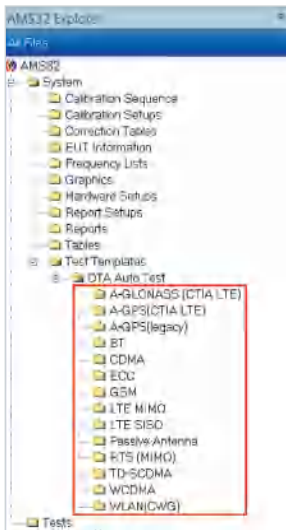 AMS32 Explorer
All Files
AMS32
System
Calibration Sequence
Calibration Setups
Correction Tables
EUT Information
Frequency Lists
Graphics
Hardware Setups
Report Setups
Reports
Tables
Test Templates
OTA Auto Test
A-GLONASS (CTIA LTE)
A-GPS(CTIA LTE)
A-GPS(legacy)
BT
CDMA
ECC
GSM
LTE MIMO
LTE SISO
Passive Antenna
RTS (MIMO)
TD-SCDMA
WCDMA
WLAN(CWG)
Tests